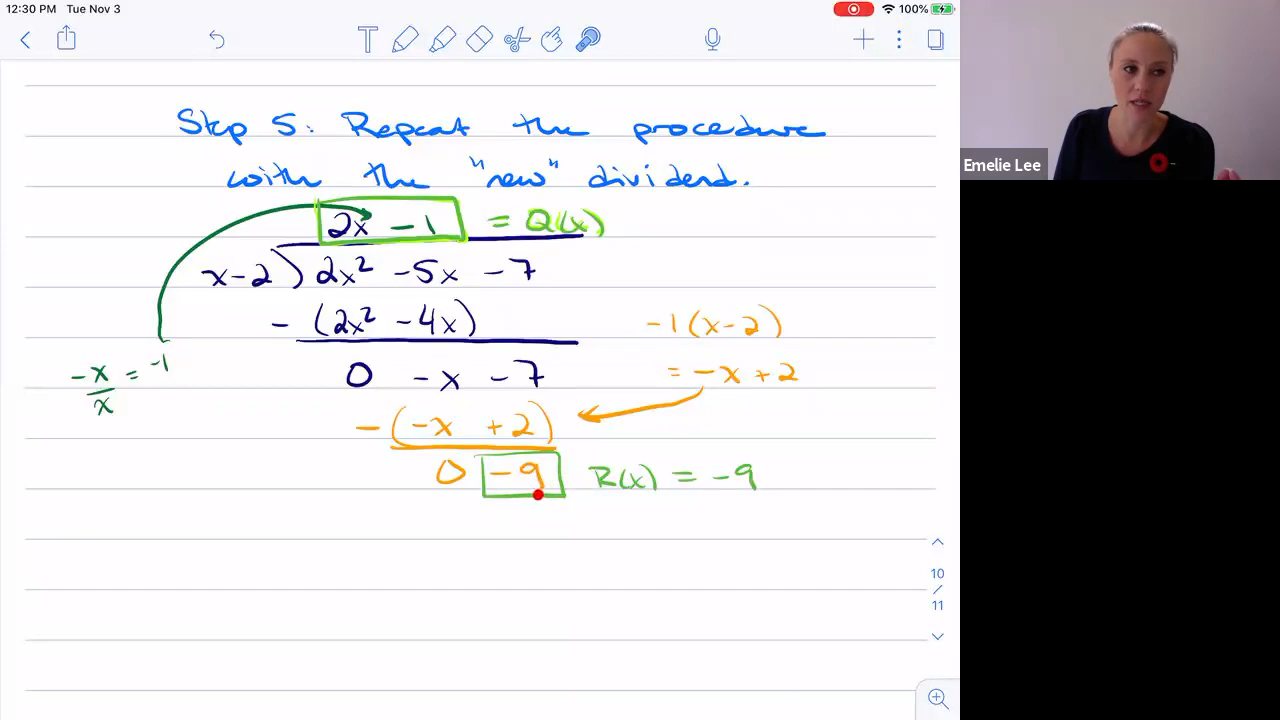 12:30 PM Tue Nov 3
100%
Step 5: Repeat the procedure
with the "new" dividend.
2x - 1 = Q(x)
x-2 ) 2x² -5x -7
- (2x² -4x)
-1(x-2)
0 -x -7
= -x +2
-x/x = -1
- (-x +2)
0 -9 R(x) = -9
10
/
11
T
Emelie Lee